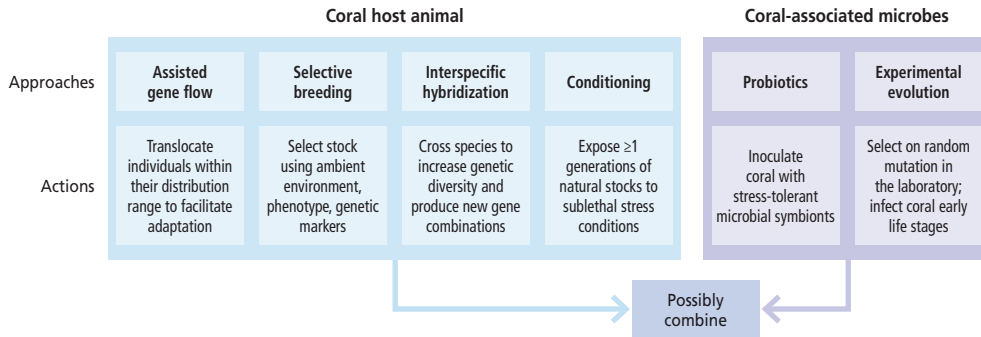 Coral host animal
Coral-associated microbes
Approaches
Assisted
gene flow
Selective
breeding
Interspecific
hybridization
Conditioning
Probiotics
Experimental
evolution
Actions
Translocate
individuals within
their distribution
range to facilitate
adaptation
Select stock
using ambient
environment,
phenotype, genetic
markers
Cross species to
increase genetic
diversity and
produce new gene
combinations
Expose ≥1
generations of
natural stocks to
sublethal stress
conditions
Inoculate
coral with
stress-tolerant
microbial symbionts
Select on random
mutation in
the laboratory;
infect coral early
life stages
Possibly
combine